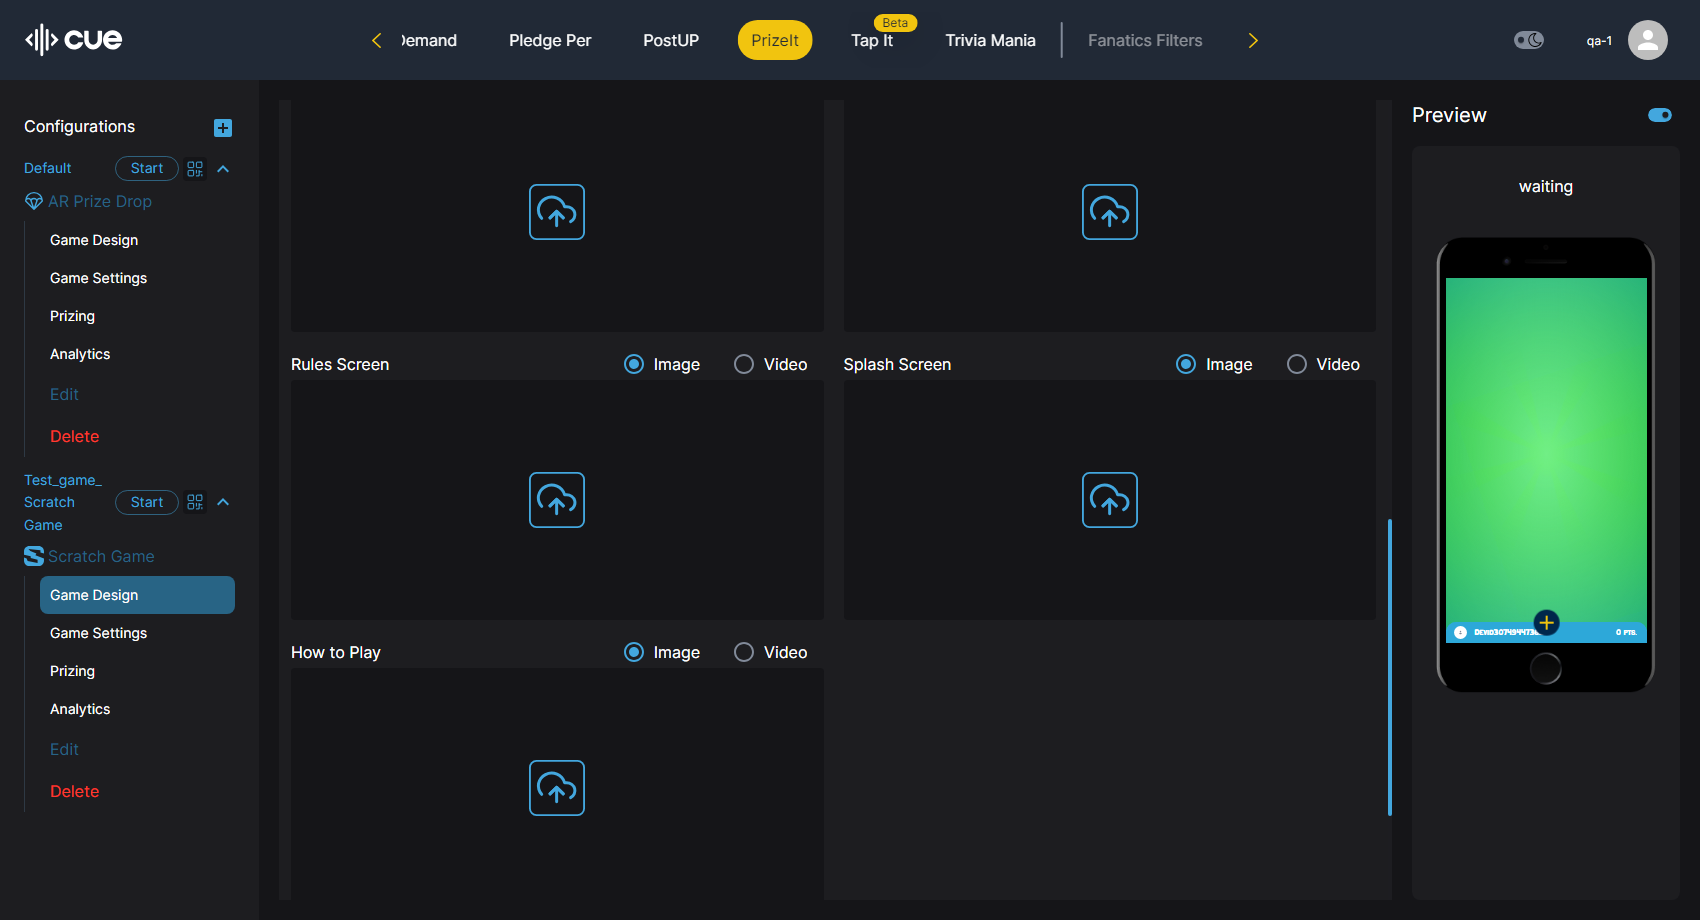 cue
Demand
Pledge Per
PostUP
PrizeIt
Beta
Tap It
Trivia Mania
Fanatics Filters
qa-1
Configurations
Default
Start
AR Prize Drop
Game Design
Game Settings
Prizing
Analytics
Edit
Delete
Test_game_
Scratch
Game
Start
Scratch Game
Game Design
Game Settings
Prizing
Analytics
Edit
Delete
Rules Screen
Image
Video
Splash Screen
Image
Video
How to Play
Image
Video
Preview
waiting
0 PTS.